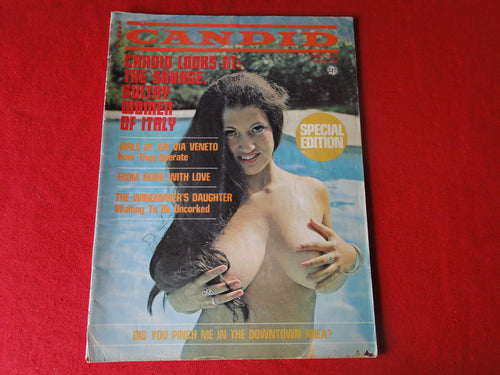 CANDID
CANDID LOOKS AT
THE SAVAGE,
SULTRY
WOMEN
OF ITALY
SPECIAL
EDITION
GIRLS OF THE VIA VENETO
How They Operate
FROM ROME WITH LOVE
THE WINEMAKER'S DAUGHTER
Waiting To Be Uncorked
DID YOU PINCH ME IN THE DOWNTOWN AREA?